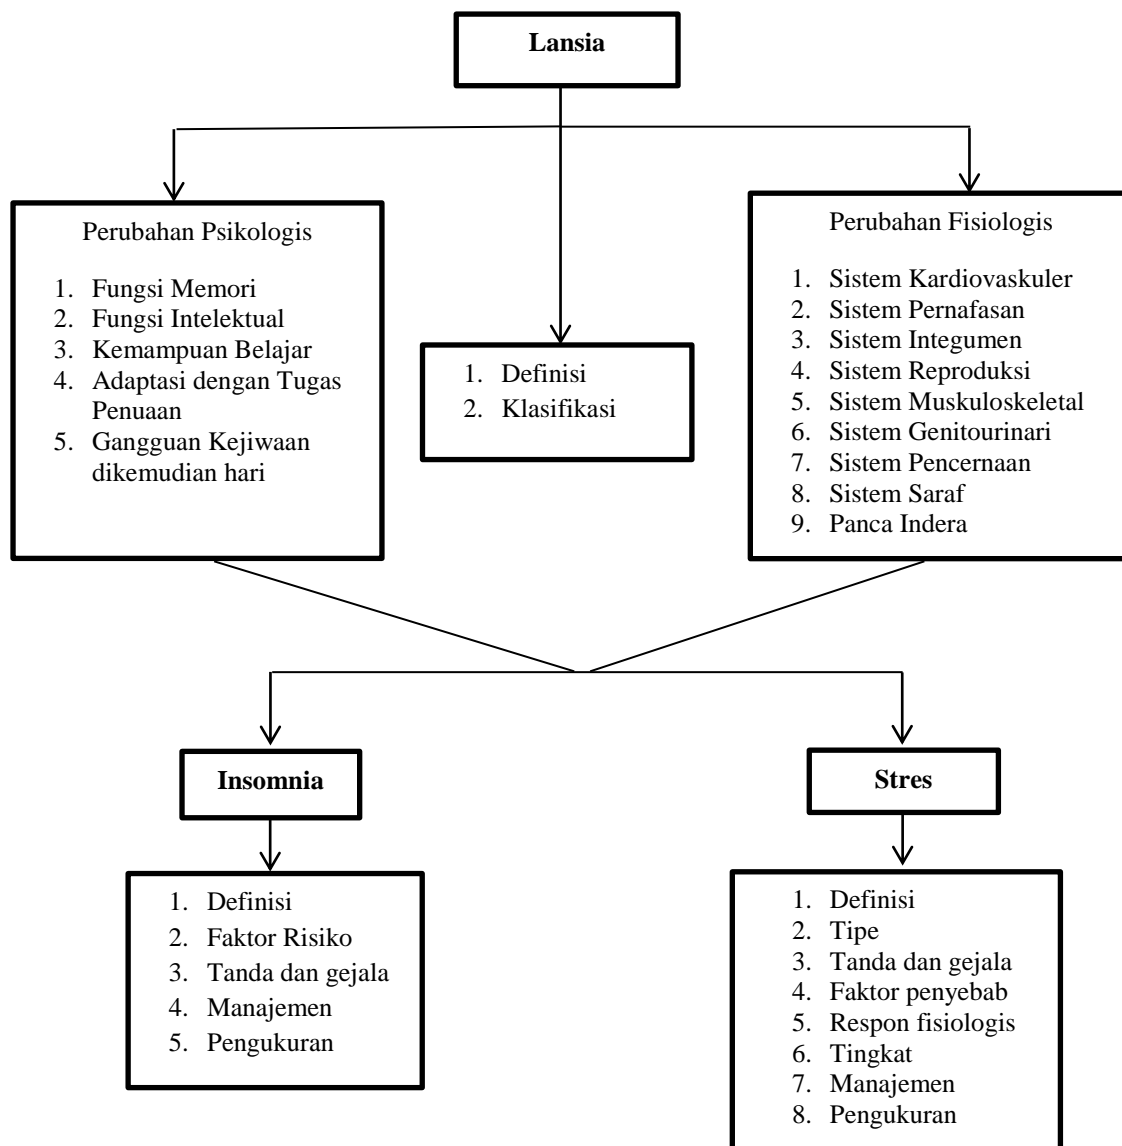 Lansia
Perubahan Psikologis
1. Fungsi Memori
2. Fungsi Intelektual
3. Kemampuan Belajar
4. Adaptasi dengan Tugas
Penuaan
5. Gangguan Kejiwaan
dikemudian hari
1. Definisi
2. Klasifikasi
Perubahan Fisiologis
1. Sistem Kardiovaskuler
2. Sistem Pernafasan
3. Sistem Integumen
4. Sistem Reproduksi
5. Sistem Muskuloskeletal
6. Sistem Genitourinari
7. Sistem Pencernaan
8. Sistem Saraf
9. Panca Indera
Insomnia
1. Definisi
2. Faktor Risiko
3. Tanda dan gejala
4. Manajemen
5. Pengukuran
Stres
1. Definisi
2. Tipe
3. Tanda dan gejala
4. Faktor penyebab
5. Respon fisiologis
6. Tingkat
7. Manajemen
8. Pengukuran